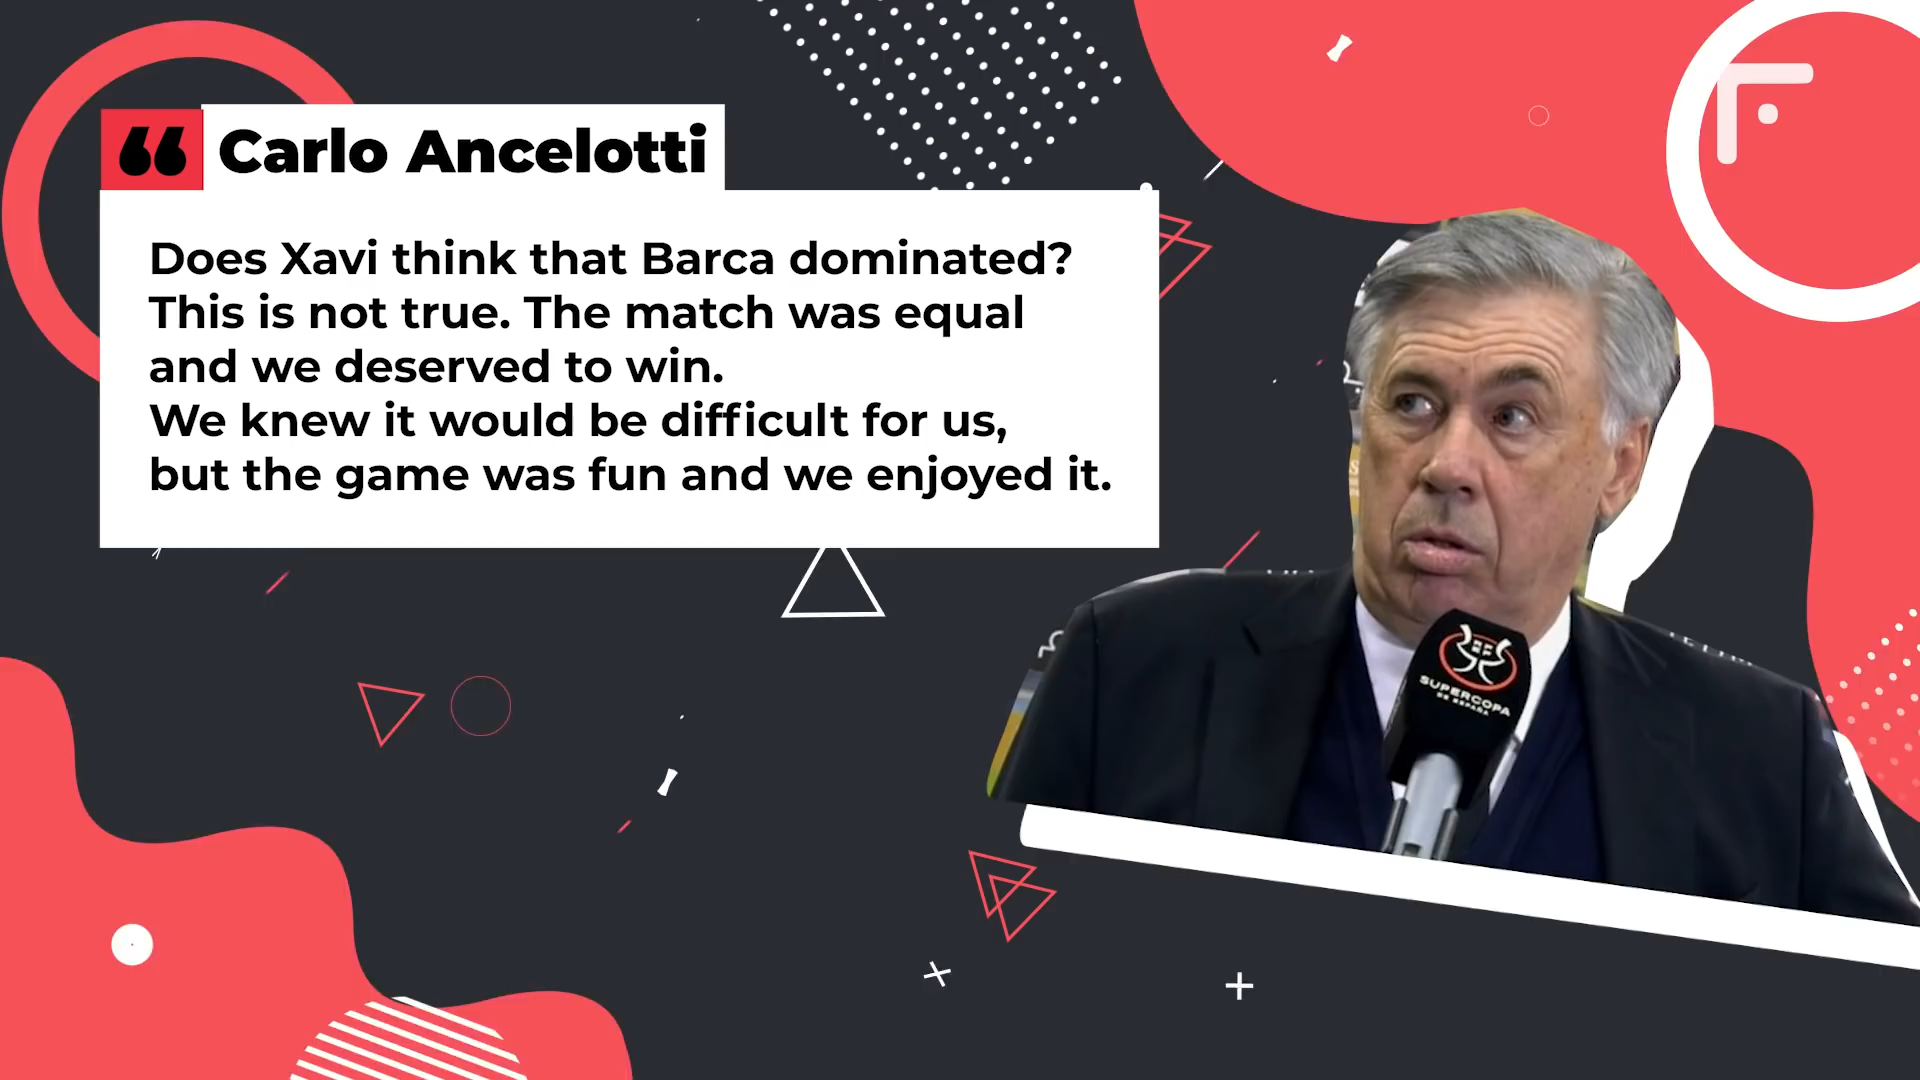 Carlo Ancelotti
Does Xavi think that Barca dominated?
This is not true. The match was equal
and we deserved to win.
We knew it would be difficult for us,
but the game was fun and we enjoyed it.
SUPERCOPA
DE ESPAÑA